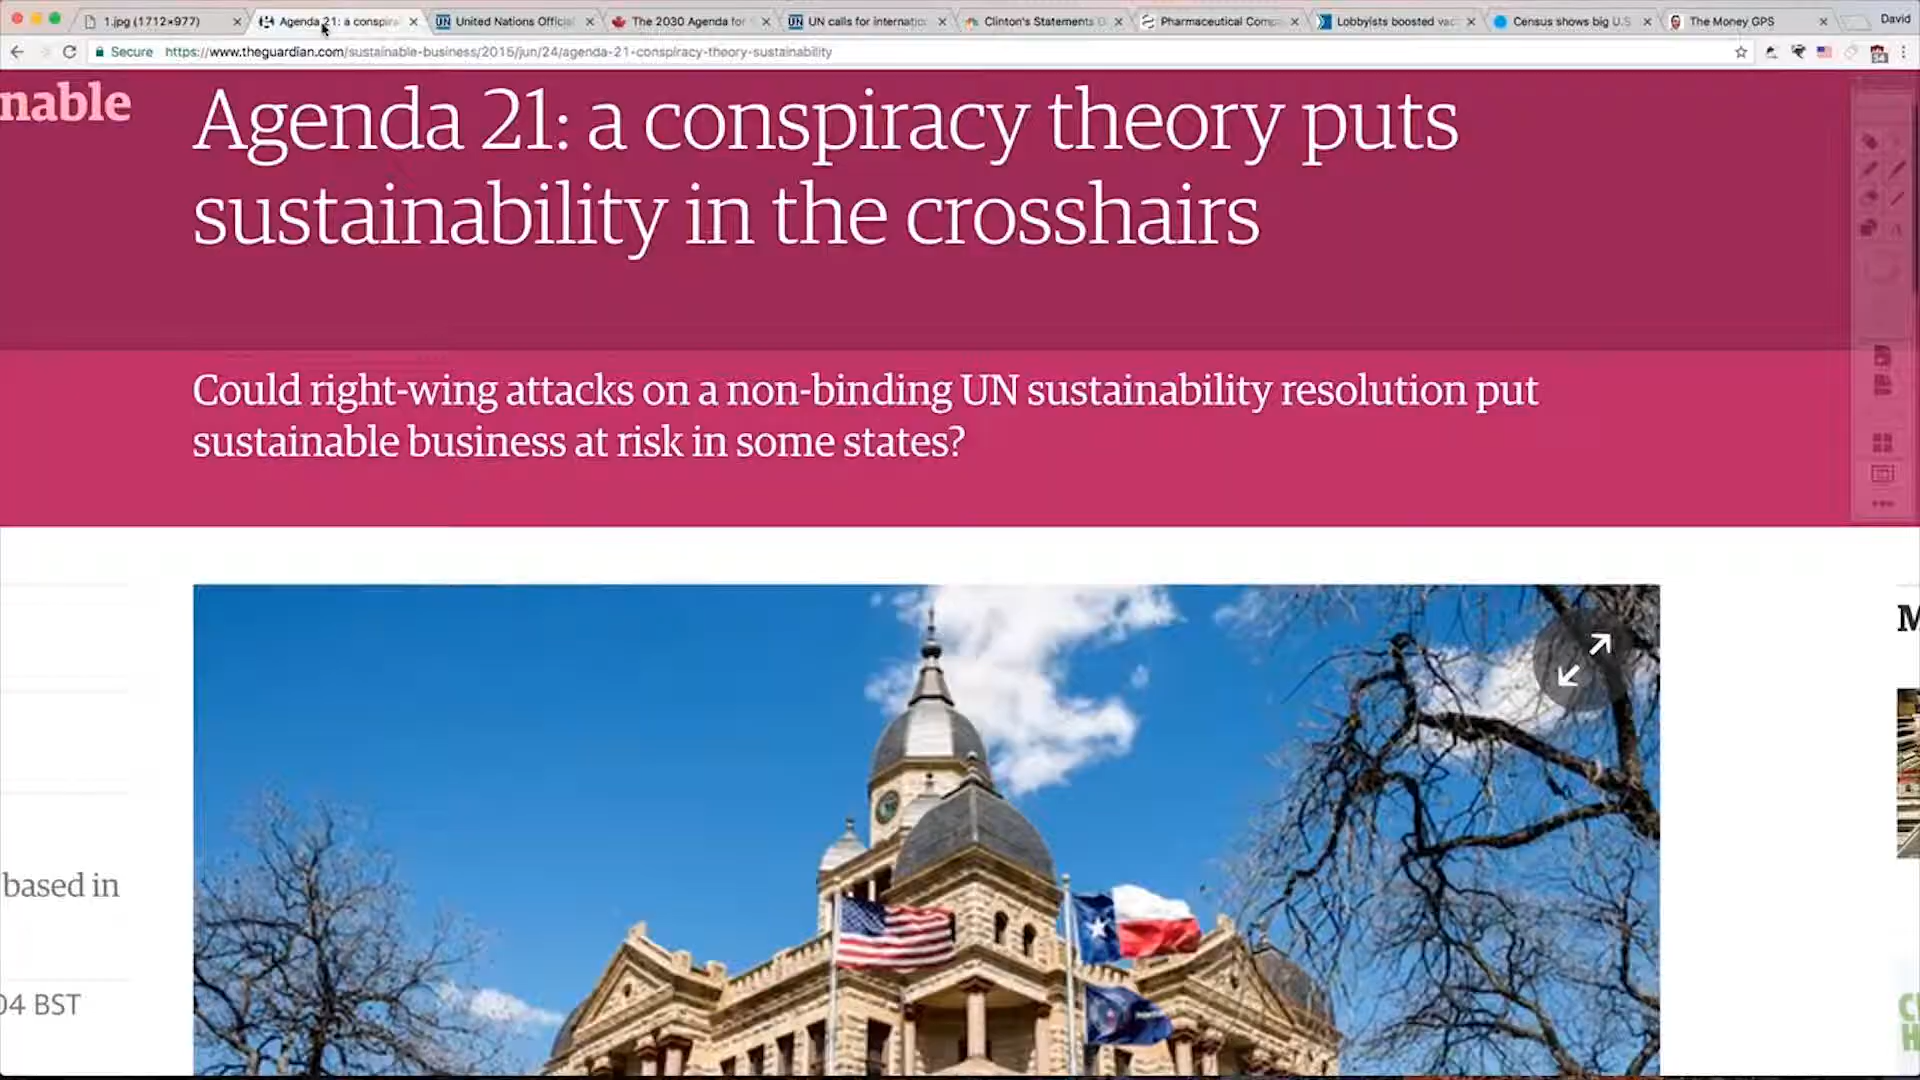 1.jpg (1712×977)
Agenda 21: a conspira
United Nations Official
The 2030 Agenda for
UN calls for internatio
Clinton's Statements
Pharmaceutical Comp
Lobbyists boosted vac
Census shows big U.S
The Money GPS
David
Secure https://www.theguardian.com/sustainable-business/2015/jun/24/agenda-21-conspiracy-theory-sustainability
nable
Agenda 21: a conspiracy theory puts
sustainability in the crosshairs
Could right-wing attacks on a non-binding UN sustainability resolution put
sustainable business at risk in some states?
based in
04 BST